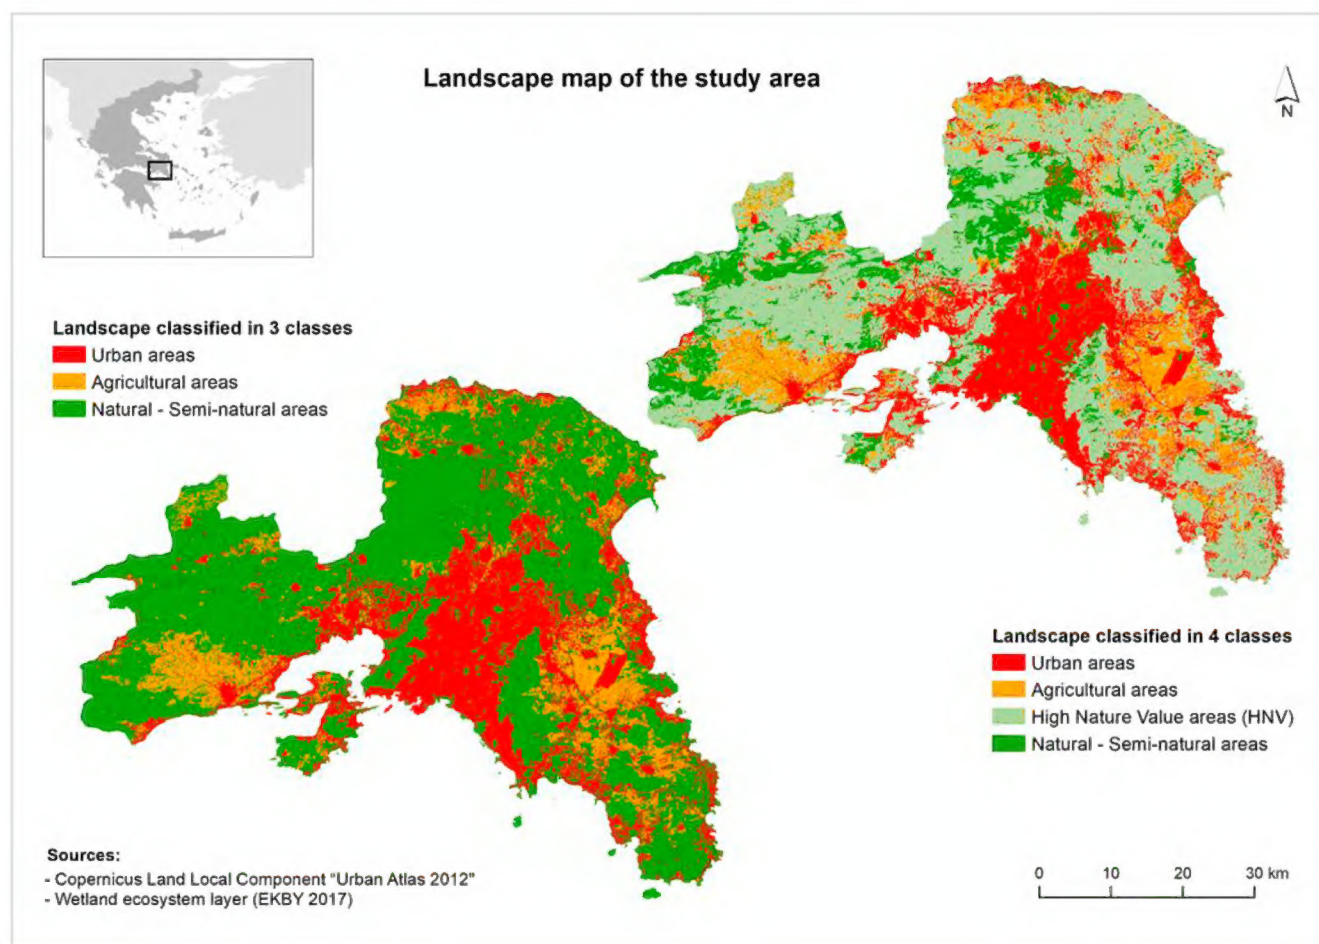 Landscape map of the study area
N
Landscape classified in 3 classes
Urban areas
Agricultural areas
Natural - Semi-natural areas
Landscape classified in 4 classes
Urban areas
Agricultural areas
High Nature Value areas (HNV)
Natural - Semi-natural areas
Sources:
- Copernicus Land Local Component "Urban Atlas 2012"
- Wetland ecosystem layer (EKBY 2017)
0 10 20 30 km